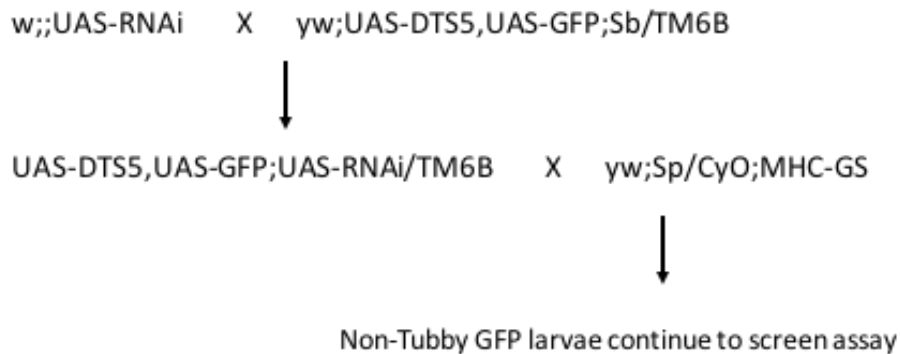 w;;UAS-RNAi X yw;UAS-DTS5,UAS-GFP;Sb/TM6B
UAS-DTS5,UAS-GFP;UAS-RNAi/TM6B X yw;Sp/CyO;MHC-GS
Non-Tubby GFP larvae continue to screen assay